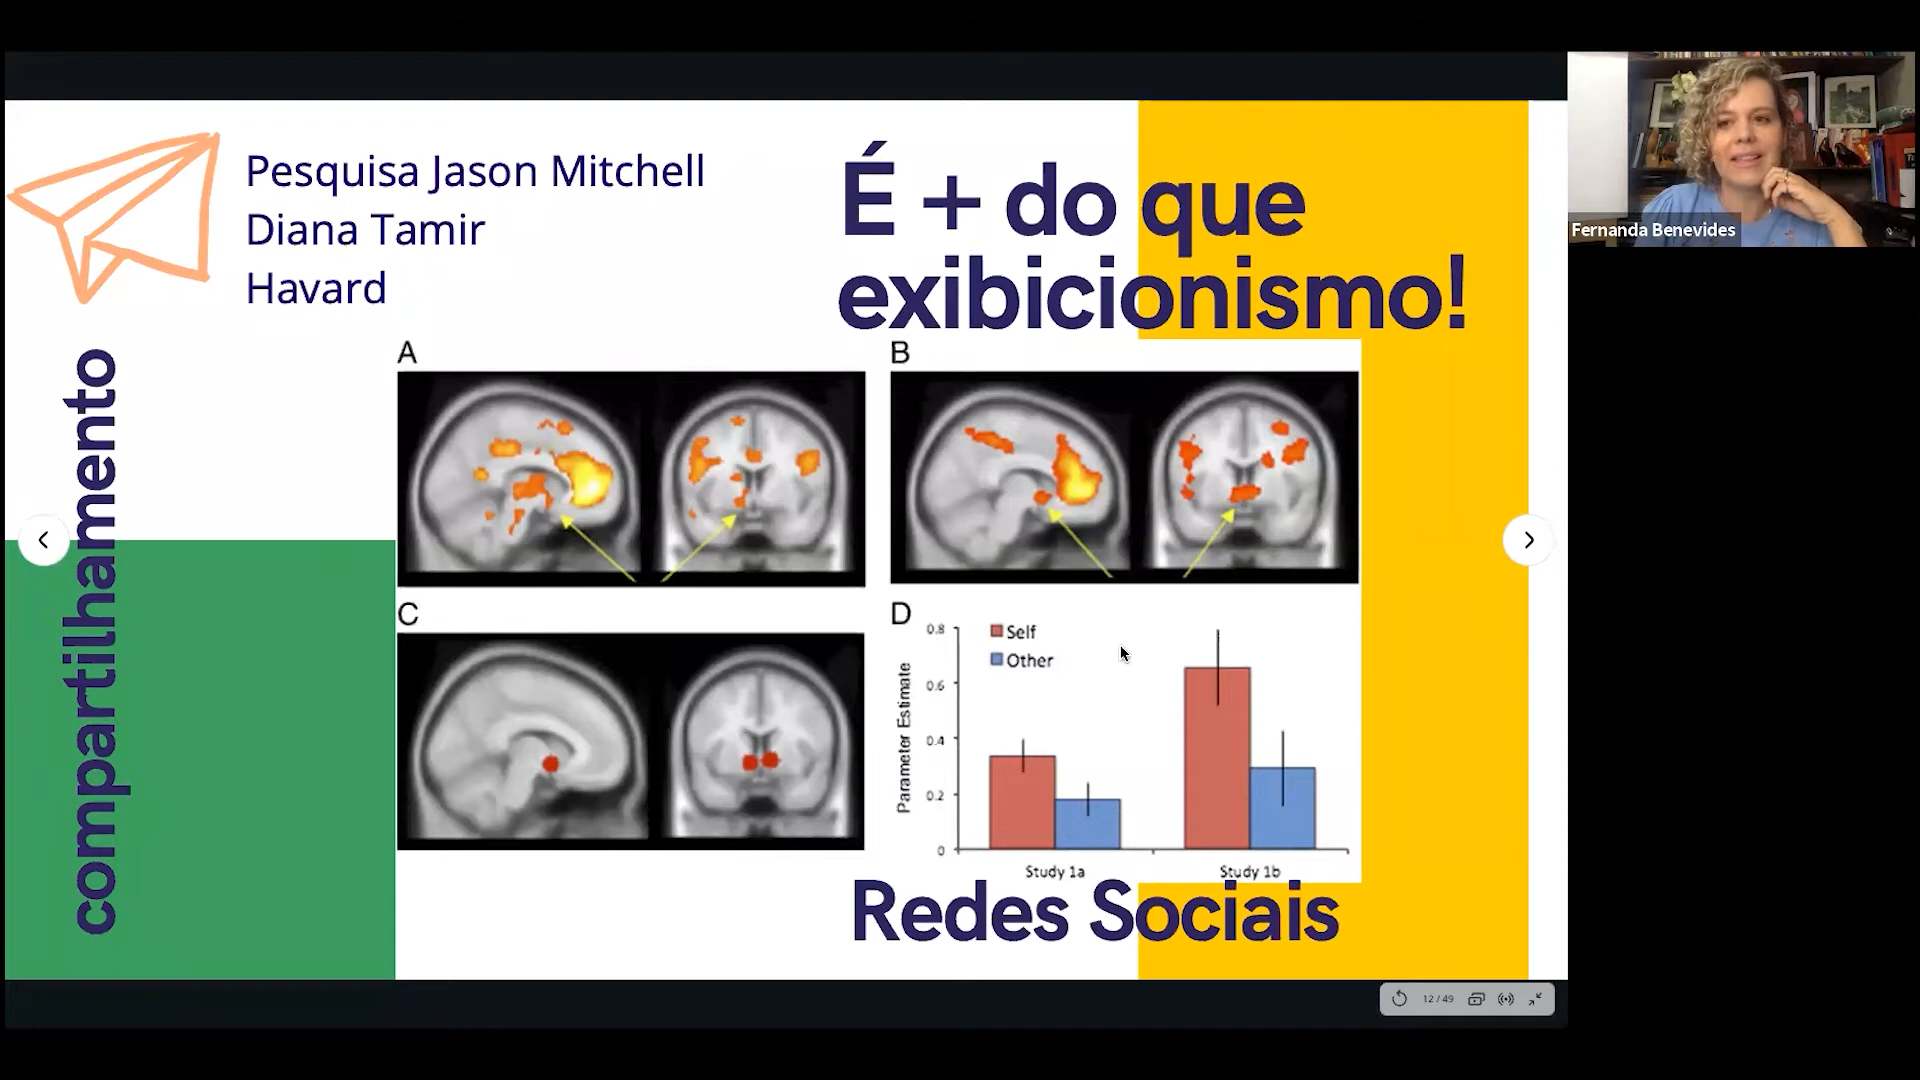 Pesquisa Jason Mitchell
Diana Tamir
Havard
É + do que
exibicionismo!
compartilhamento
A
B
C
D
0.8
0.6
0.4
0.2
0
Parameter Estimate
Self
Other
Study 1a
Study 1b
Redes Sociais
12 / 49
Fernanda Benevides